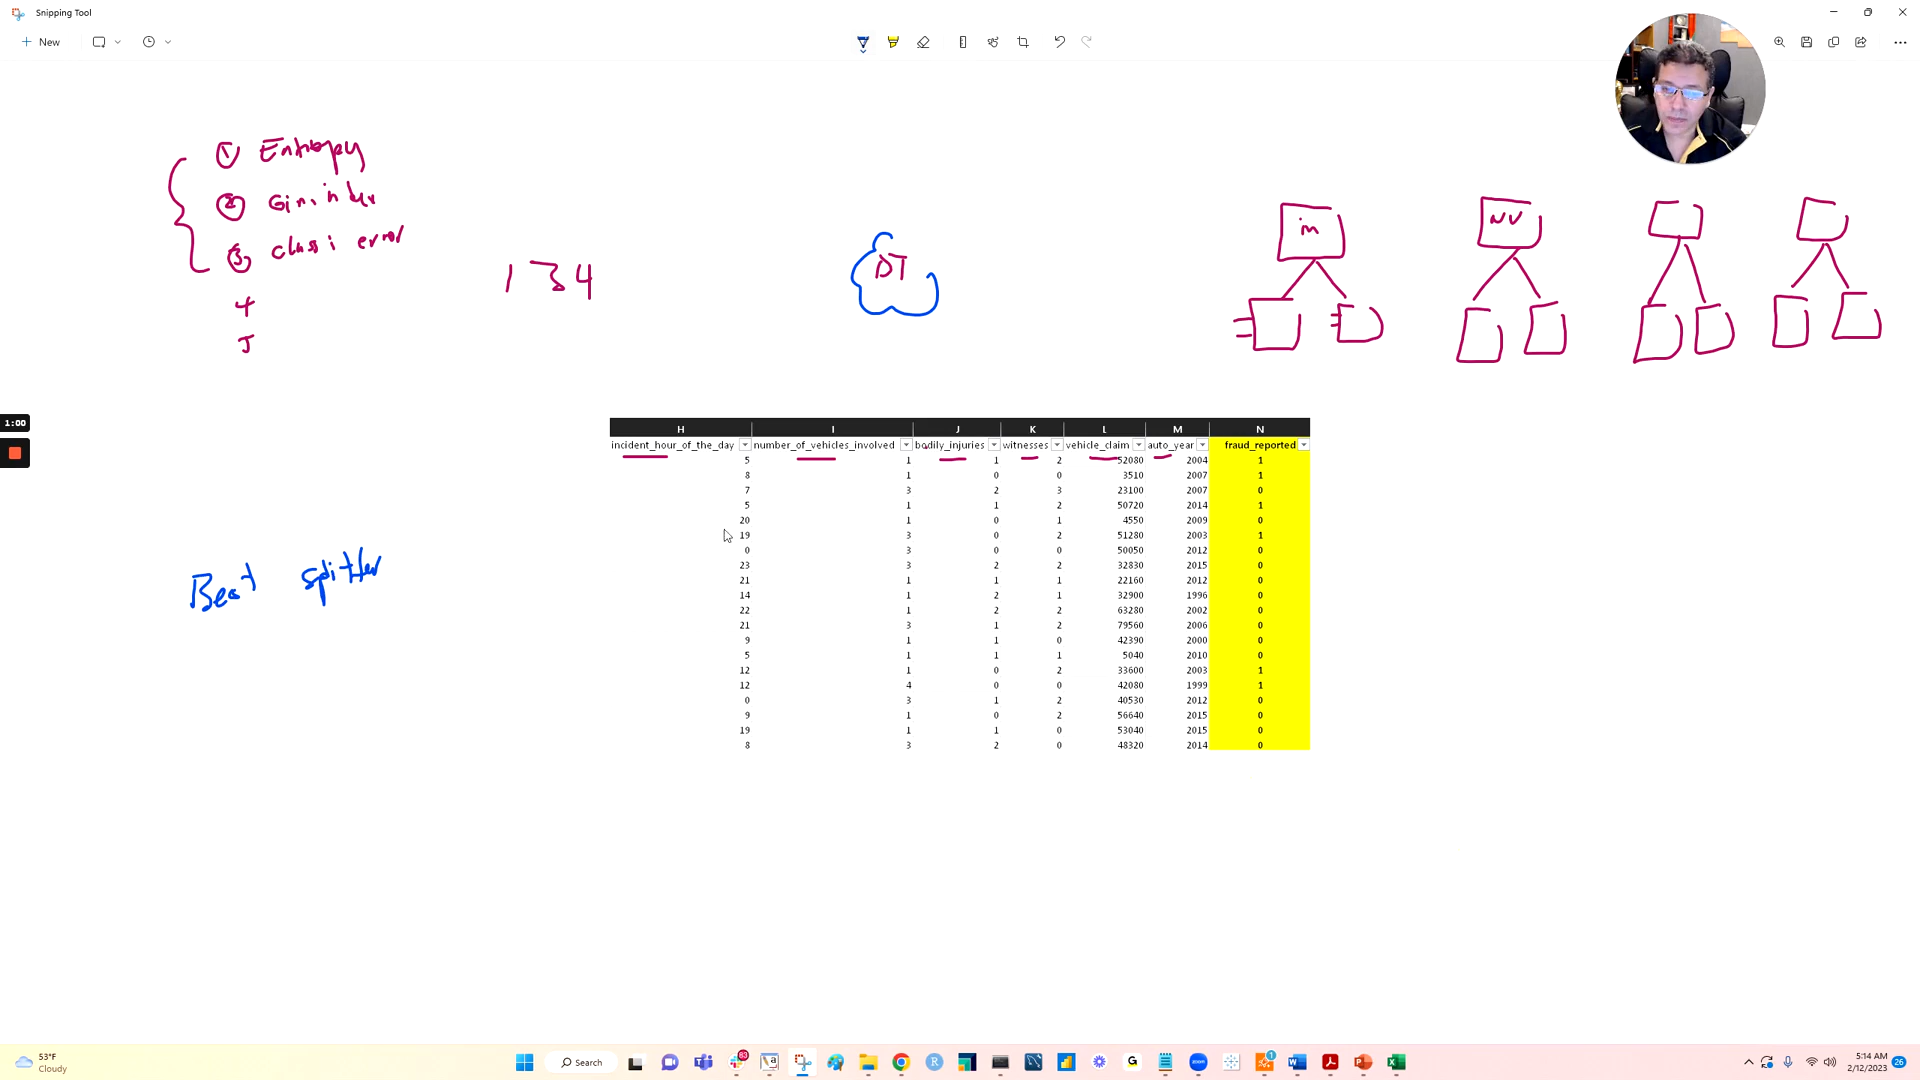 Snipping Tool
New
① Entropy
② Gini index
③ classi error
4
5
1 3 4
DT
in
NV
1:00
H I J K L M N
incident_hour_of_the_day number_of_vehicles_involved bodily_injuries witnesses vehicle_claim auto_year fraud_reported
5 1 1 2 52080 2004 1
8 1 0 0 3510 2007 1
7 3 2 3 23100 2007 0
5 1 1 2 50720 2014 1
20 1 0 1 4550 2009 0
19 3 0 2 51280 2003 1
0 3 0 0 50050 2012 0
23 3 2 2 32830 2015 0
21 1 1 1 22160 2012 0
14 1 2 1 32900 1996 0
22 1 2 2 63280 2002 0
21 3 1 2 79560 2006 0
9 1 1 0 42390 2000 0
5 1 1 1 5040 2010 0
12 1 0 2 33600 2003 1
12 4 0 0 42080 1999 1
0 3 1 2 40530 2012 0
9 1 0 2 56640 2015 0
19 1 1 0 53040 2015 0
8 3 2 0 48320 2014 0
Best splitter
53°F
Cloudy
Search
83
1
5:14 AM
2/12/2023
26